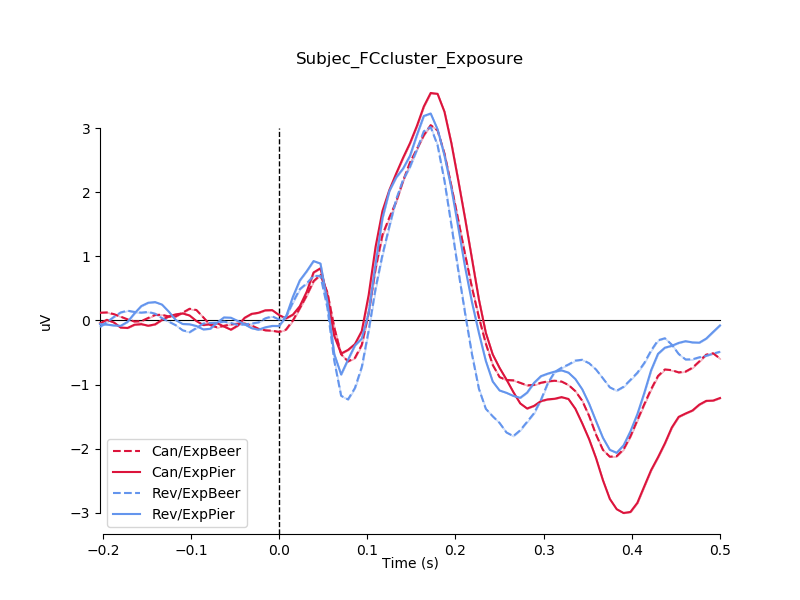 Subjec_FCcluster_Exposure
uV
3
2
1
0
−1
−2
−3
Can/ExpBeer
Can/ExpPier
Rev/ExpBeer
Rev/ExpPier
−0.2 −0.1 0.0 0.1 0.2 0.3 0.4 0.5
Time (s)